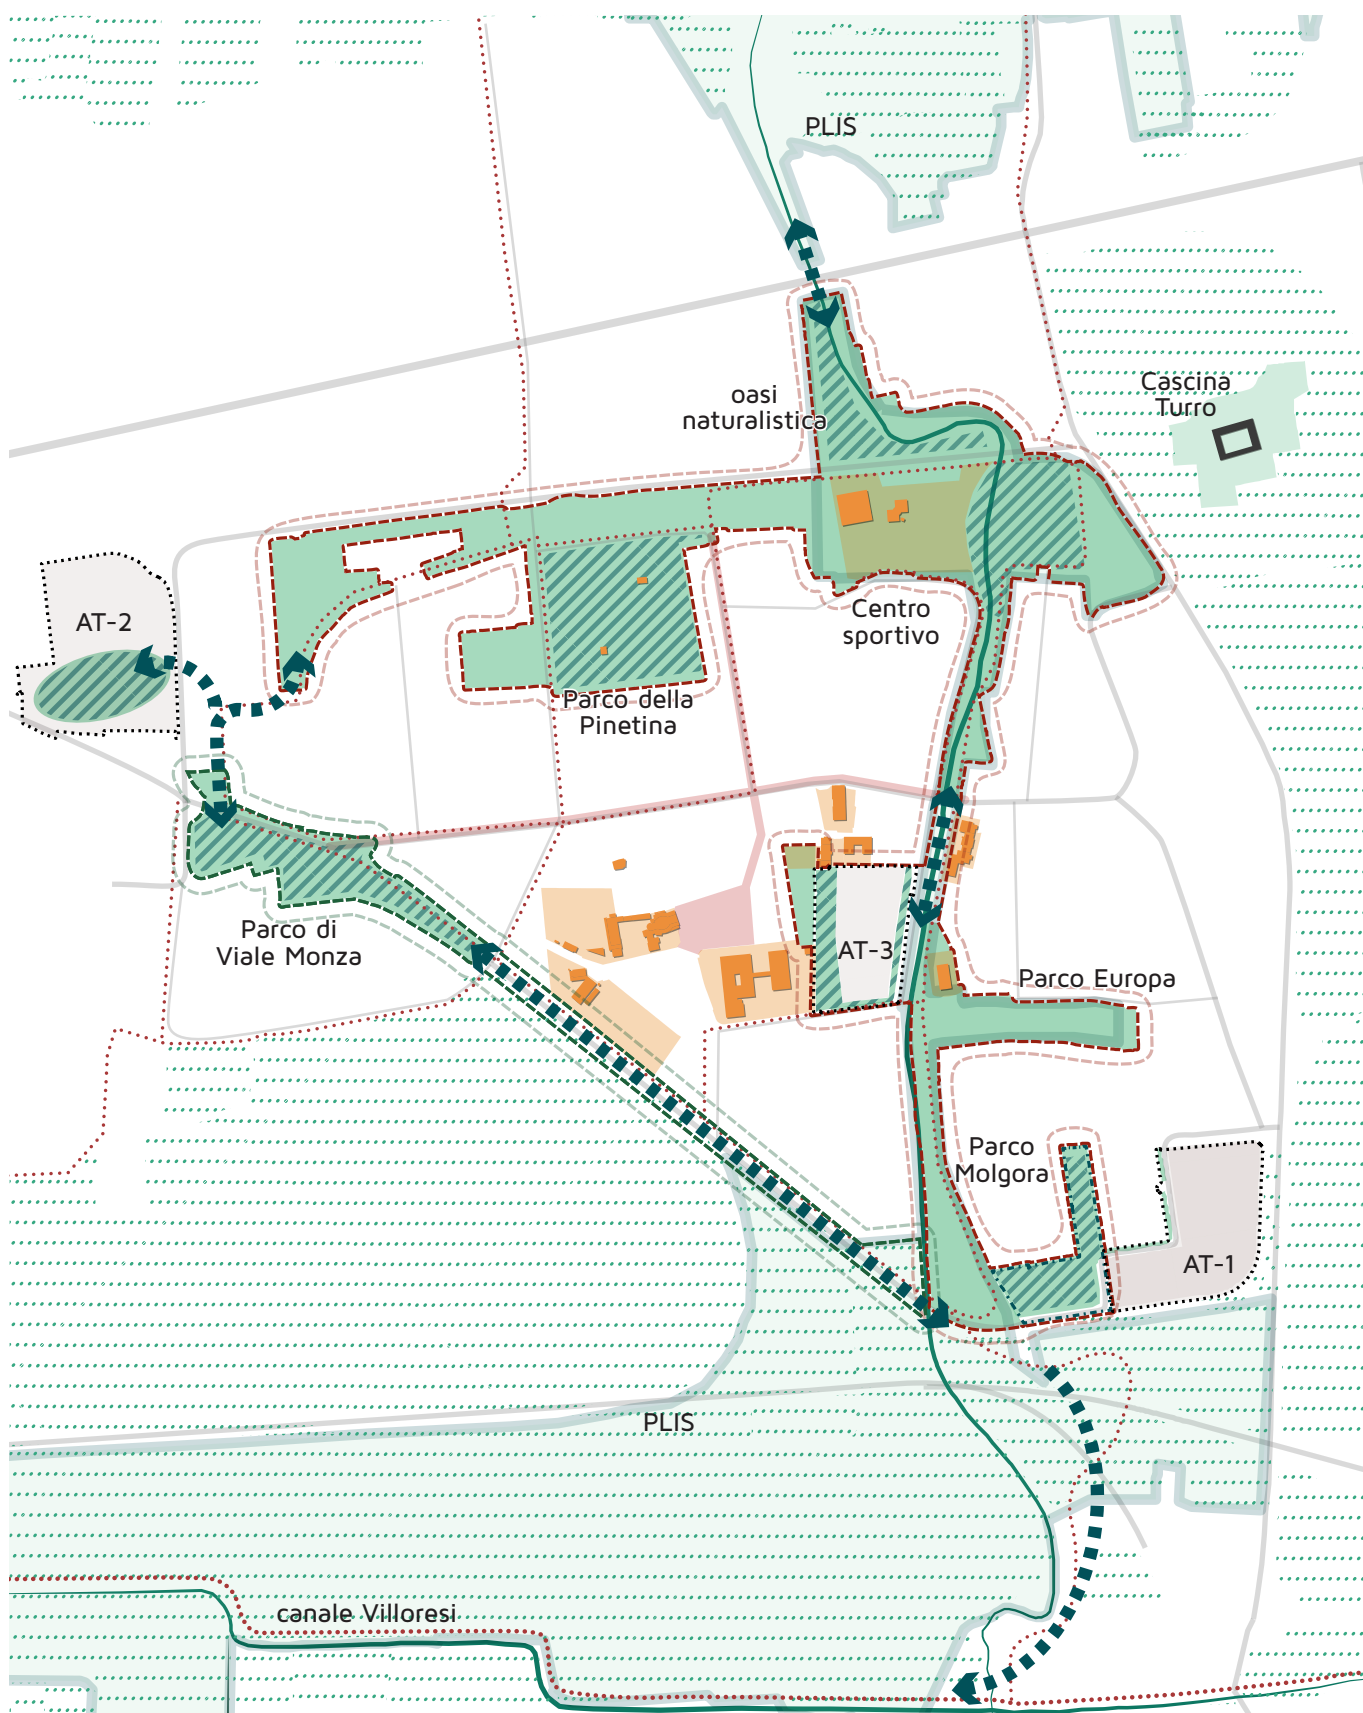 PLIS
Cascina
Turro
oasi
naturalistica
Centro
sportivo
AT-2
Parco della
Pinetina
Parco di
Viale Monza
AT-3
Parco Europa
Parco
Molgora
AT-1
PLIS
canale Villoresi